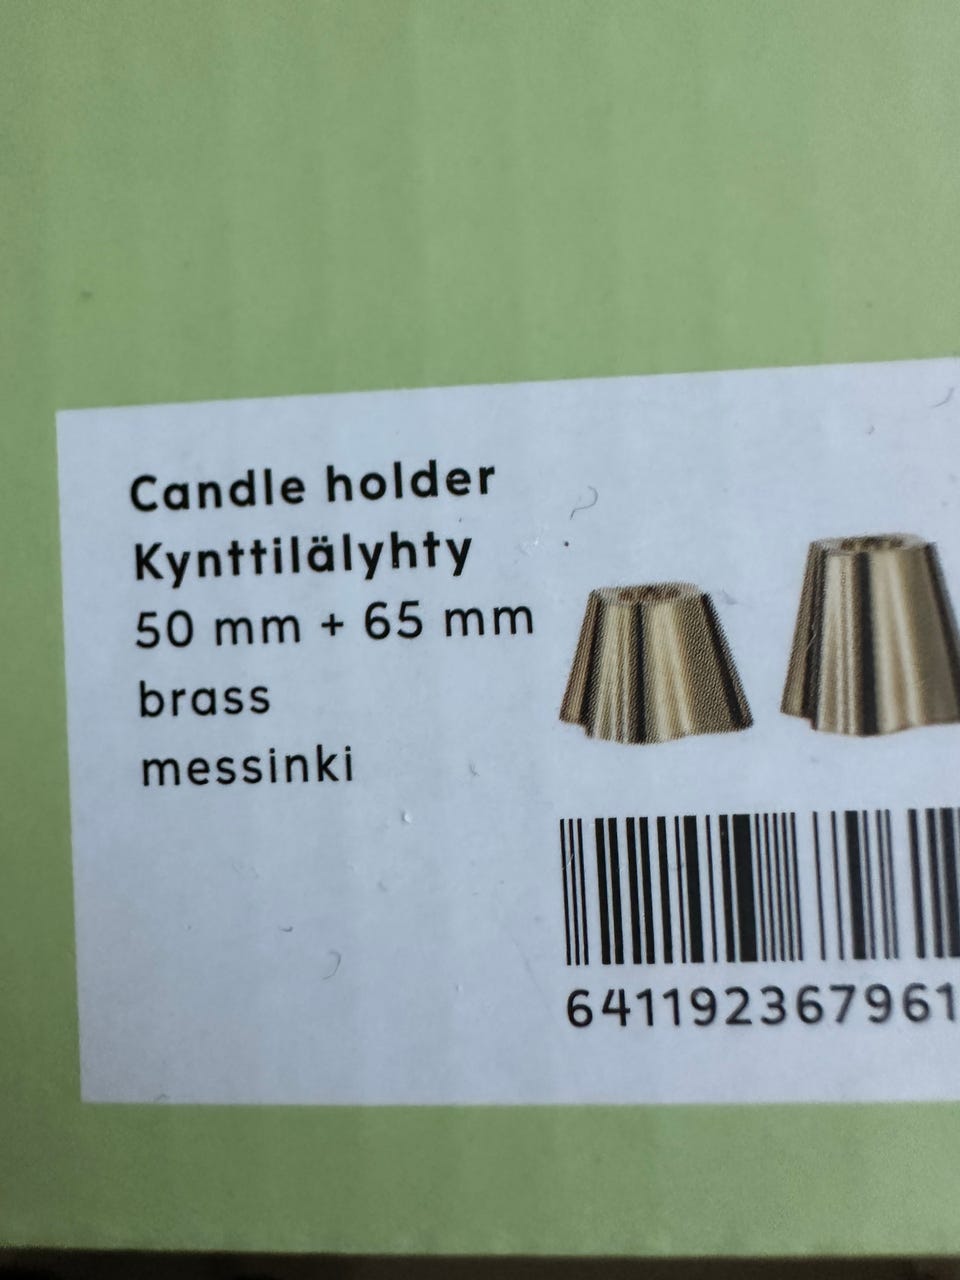 Candle holder
Kynttilälyhty
50 mm + 65 mm
brass
messinki
641192367961